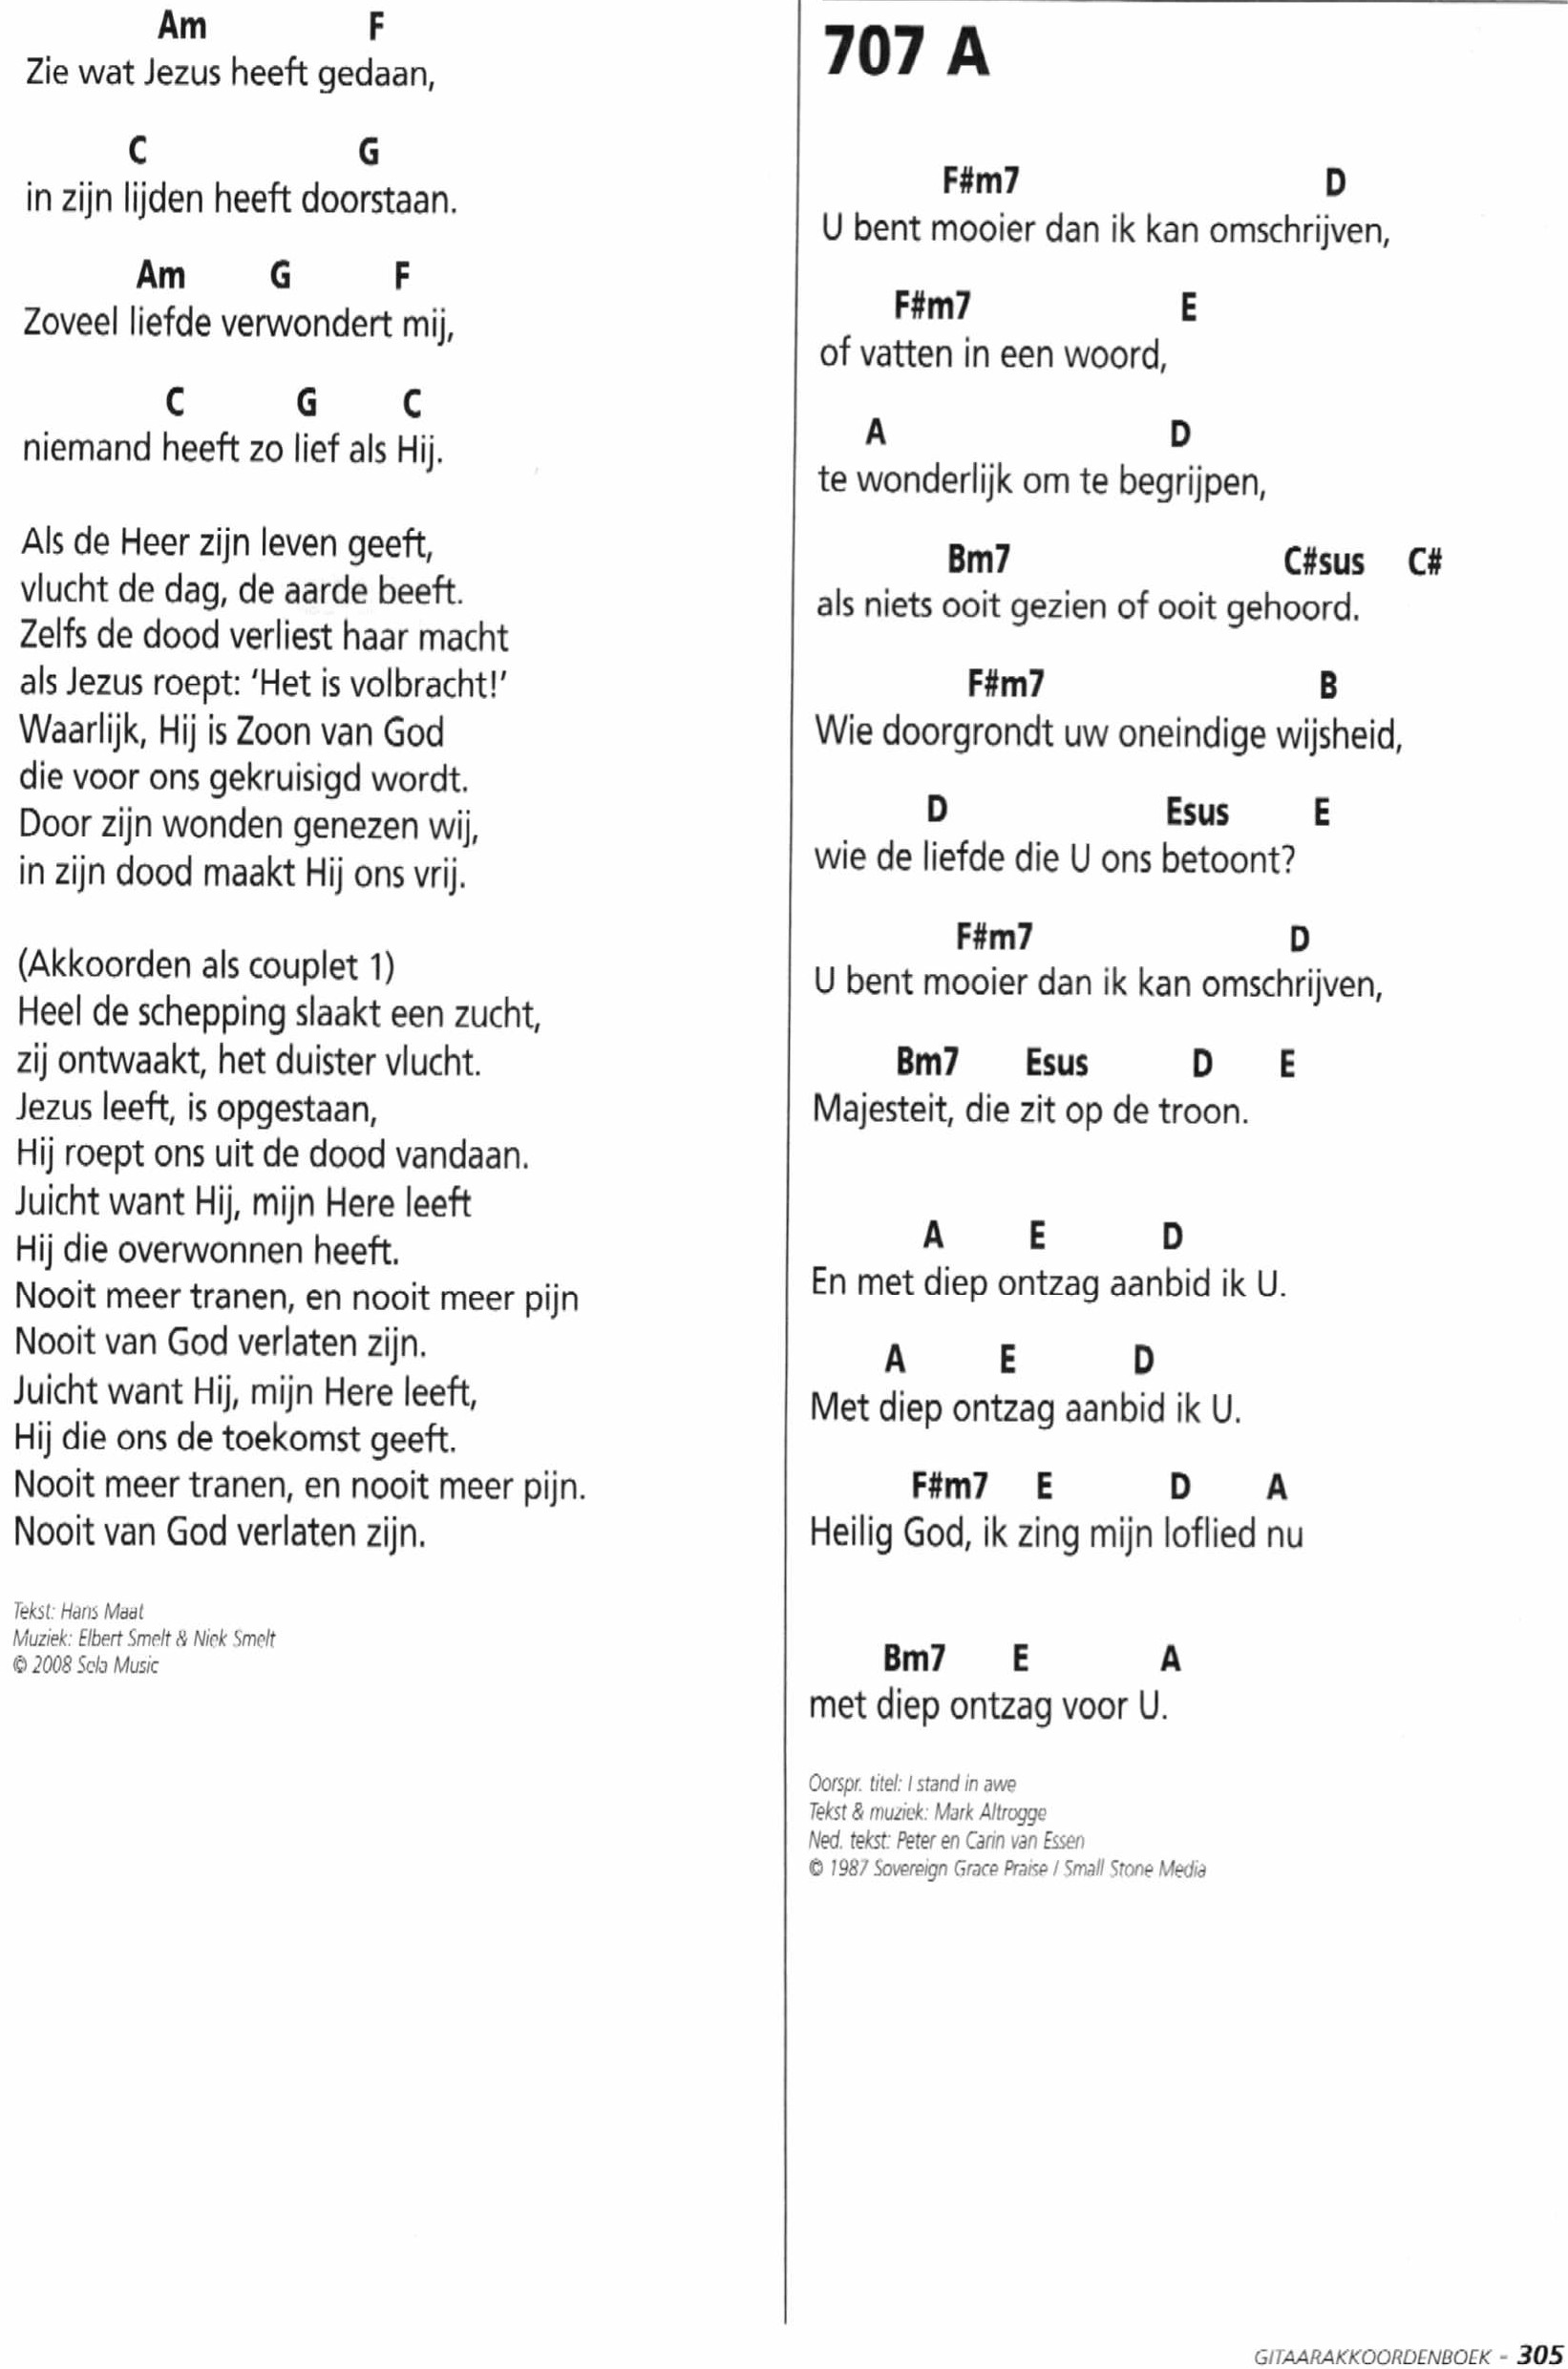 Am F
Zie wat Jezus heeft gedaan,
C G
in zijn lijden heeft doorstaan.
Am G F
Zoveel liefde verwondert mij,
C G C
niemand heeft zo lief als Hij.
Als de Heer zijn leven geeft,
vlucht de dag, de aarde beeft.
Zelfs de dood verliest haar macht
als Jezus roept: ‘Het is volbracht!’
Waarlijk, Hij is Zoon van God
die voor ons gekruisigd wordt.
Door zijn wonden genezen wij,
in zijn dood maakt Hij ons vrij.
(Akkoorden als couplet 1)
Heel de schepping slaakt een zucht,
zij ontwaakt, het duister vlucht.
Jezus leeft, is opgestaan,
Hij roept ons uit de dood vandaan.
Juicht want Hij, mijn Here leeft
Hij die overwonnen heeft.
Nooit meer tranen, en nooit meer pijn
Nooit van God verlaten zijn.
Juicht want Hij, mijn Here leeft,
Hij die ons de toekomst geeft.
Nooit meer tranen, en nooit meer pijn.
Nooit van God verlaten zijn.
Tekst: Hans Maat
Muziek: Elbert Smelt & Niek Smelt
© 2008 Sela Music
707 A
F#m7 D
U bent mooier dan ik kan omschrijven,
F#m7 E
of vatten in een woord,
A D
te wonderlijk om te begrijpen,
Bm7 C#sus C#
als niets ooit gezien of ooit gehoord.
F#m7 B
Wie doorgrondt uw oneindige wijsheid,
D Esus E
wie de liefde die U ons betoont?
F#m7 D
U bent mooier dan ik kan omschrijven,
Bm7 Esus D E
Majesteit, die zit op de troon.
A E D
En met diep ontzag aanbid ik U.
A E D
Met diep ontzag aanbid ik U.
F#m7 E D A
Heilig God, ik zing mijn loflied nu
Bm7 E A
met diep ontzag voor U.
Oorspr. titel: I stand in awe
Tekst & muziek: Mark Altrogge
Ned. tekst: Peter en Carin van Essen
© 1987 Sovereign Grace Praise / Small Stone Media
GITAARAKKOORDENBOEK - 305